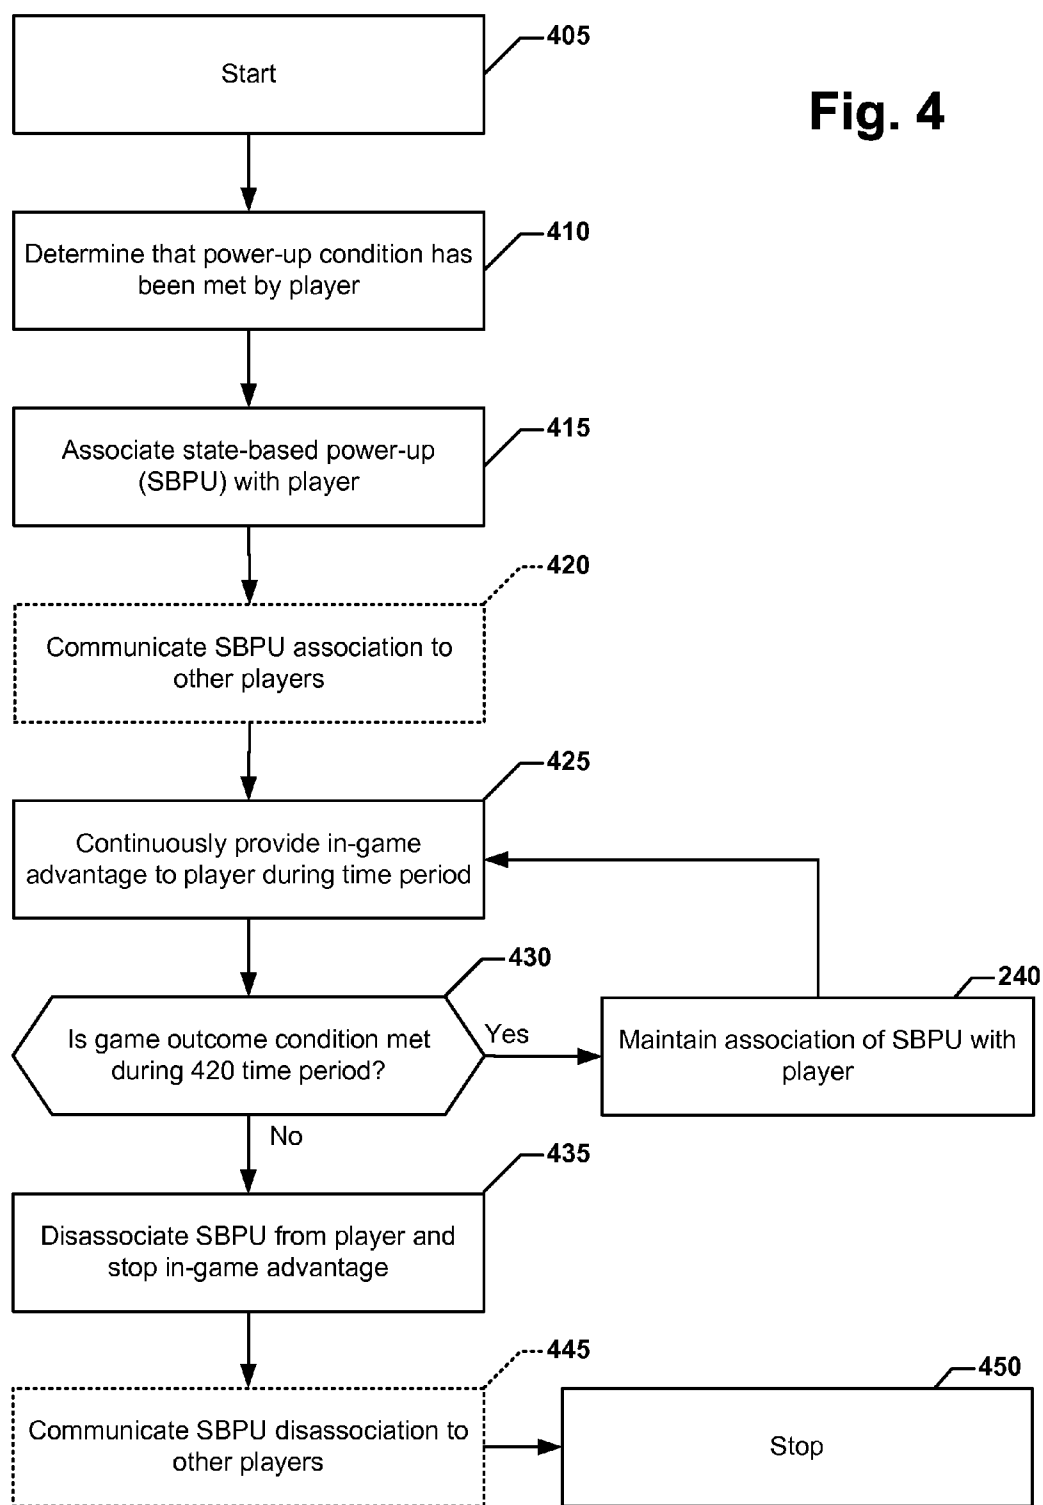 405
Start
Fig. 4
410
Determine that power-up condition has
been met by player
415
Associate state-based power-up
(SBPU) with player
420
Communicate SBPU association to
other players
425
Continuously provide in-game
advantage to player during time period
430
Is game outcome condition met
during 420 time period?
Yes
240
Maintain association of SBPU with
player
No
435
Disassociate SBPU from player and
stop in-game advantage
445
Communicate SBPU disassociation to
other players
450
Stop